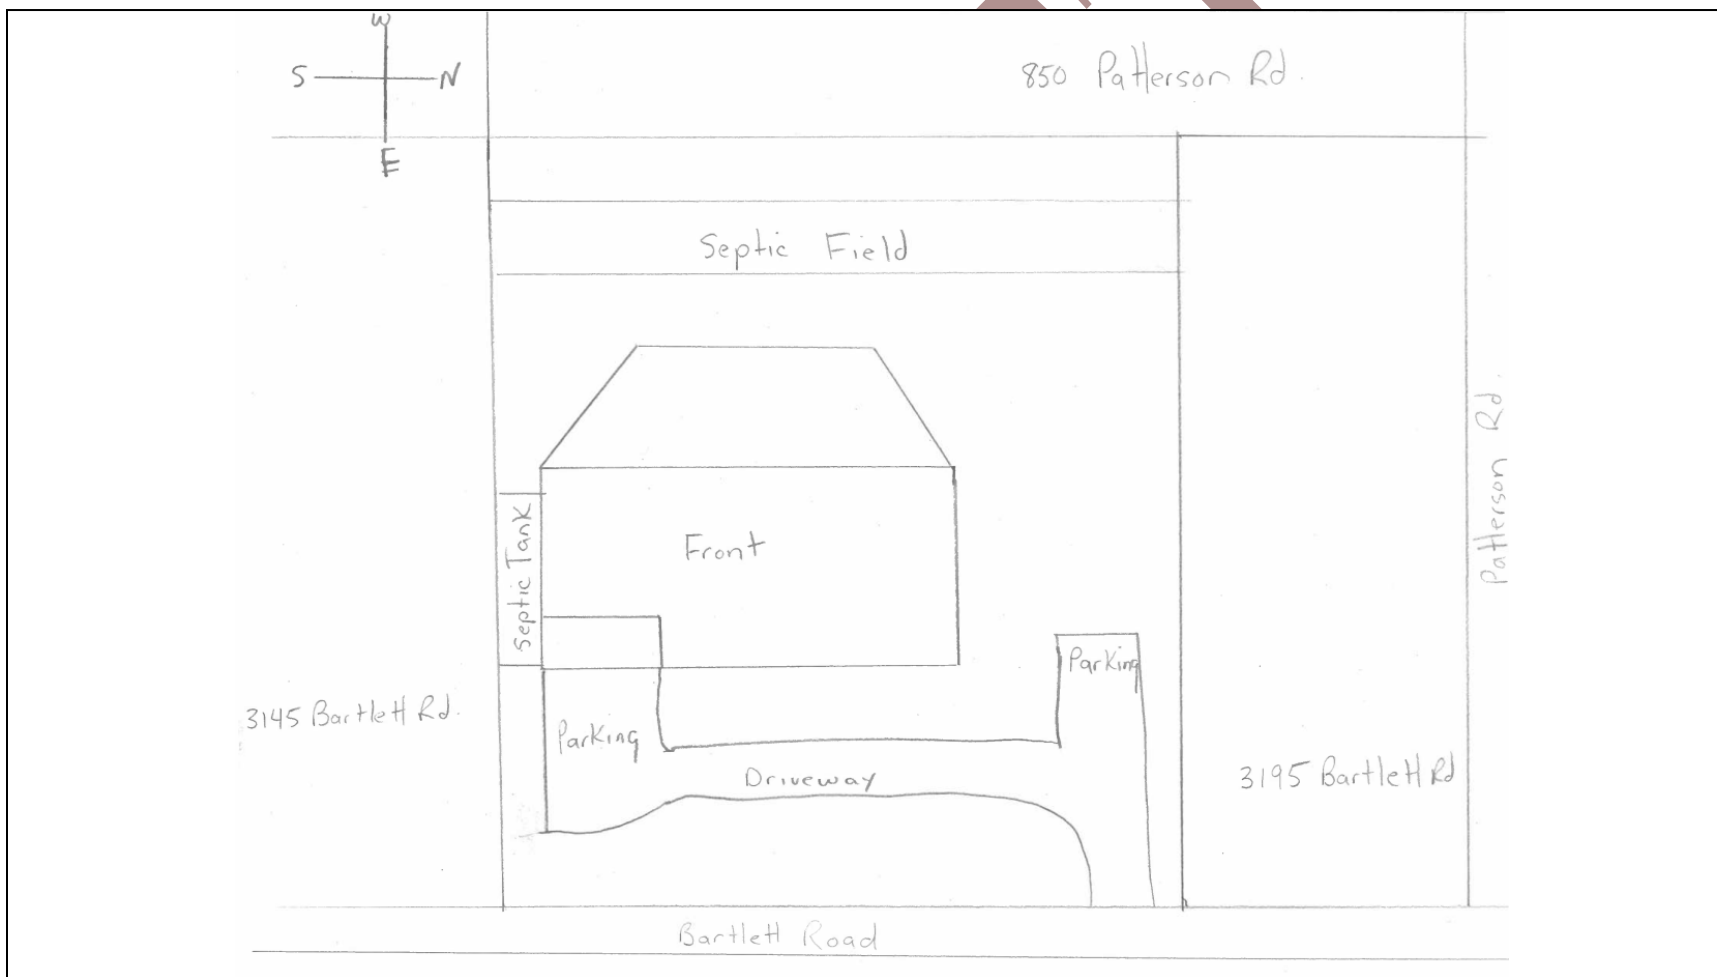 W
S N
E
850 Patterson Rd.
Septic Field
Patterson Rd.
Front
Septic Tank
Parking
3145 Bartlett Rd.
Parking
Driveway
3195 Bartlett Rd
Bartlett Road